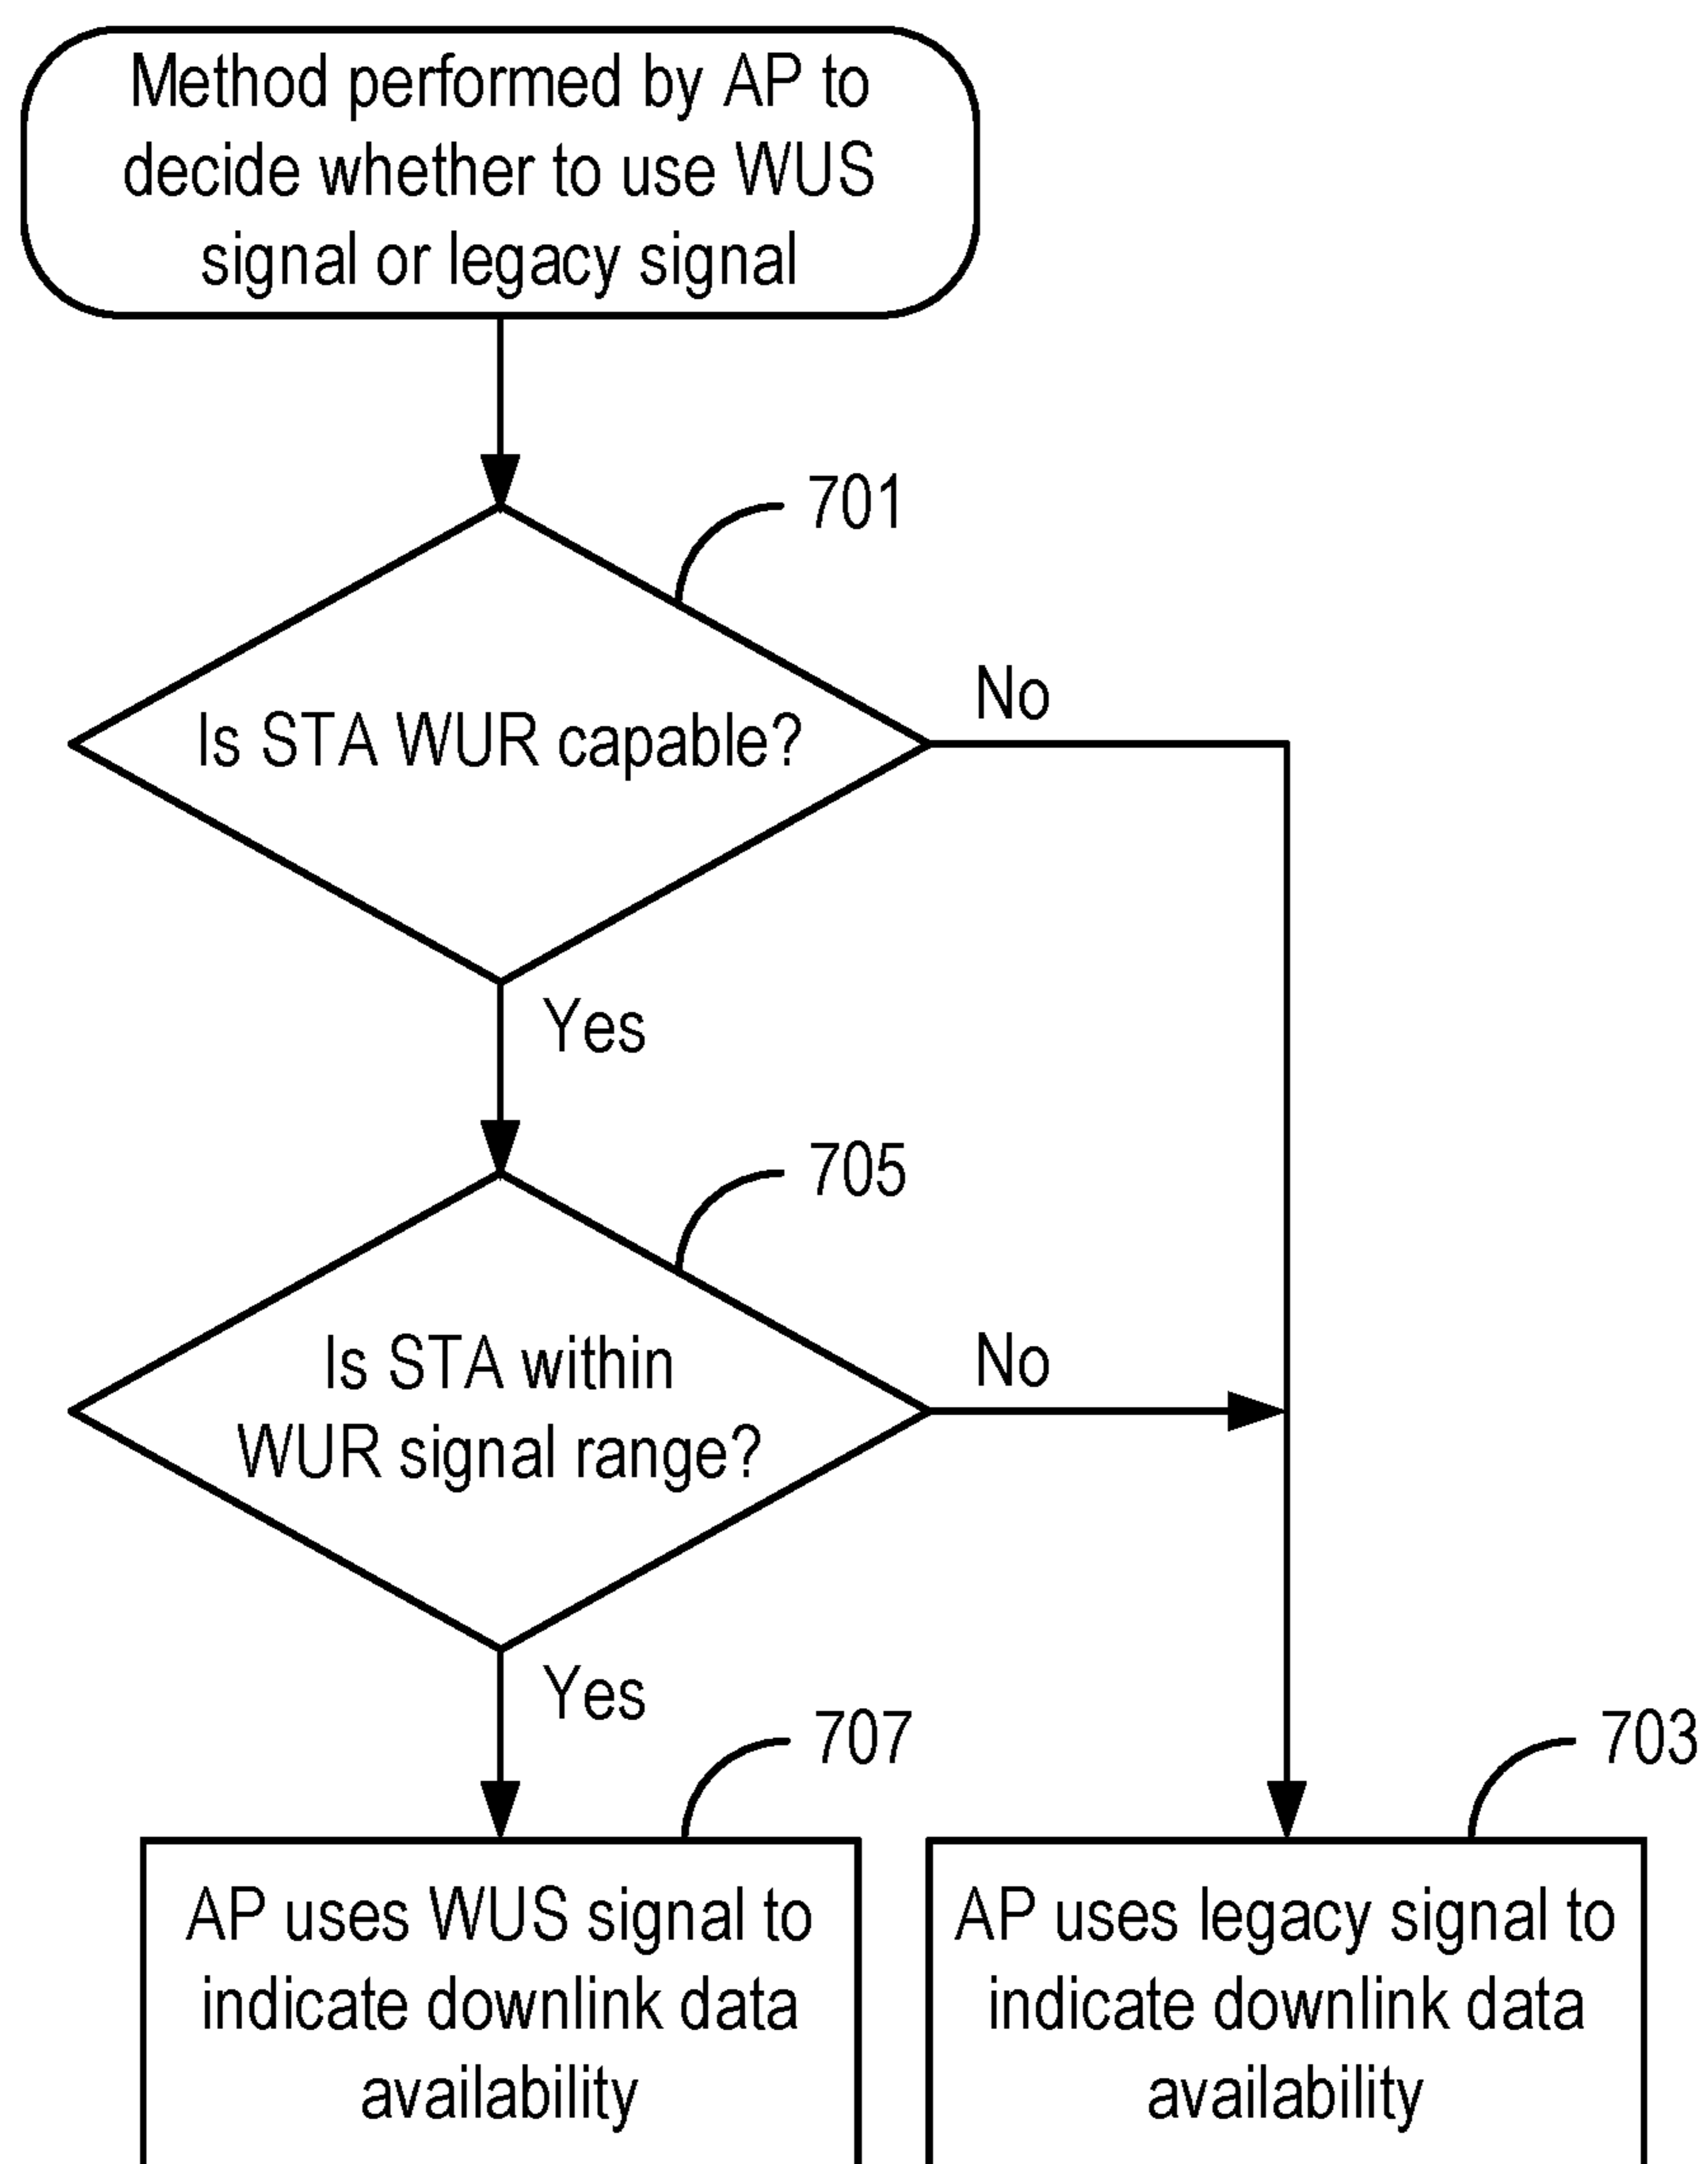 Method performed by AP to
decide whether to use WUS
signal or legacy signal
701
Is STA WUR capable?
No
Yes
705
Is STA within
WUR signal range?
No
Yes
707
703
AP uses WUS signal to
indicate downlink data
availability
AP uses legacy signal to
indicate downlink data
availability